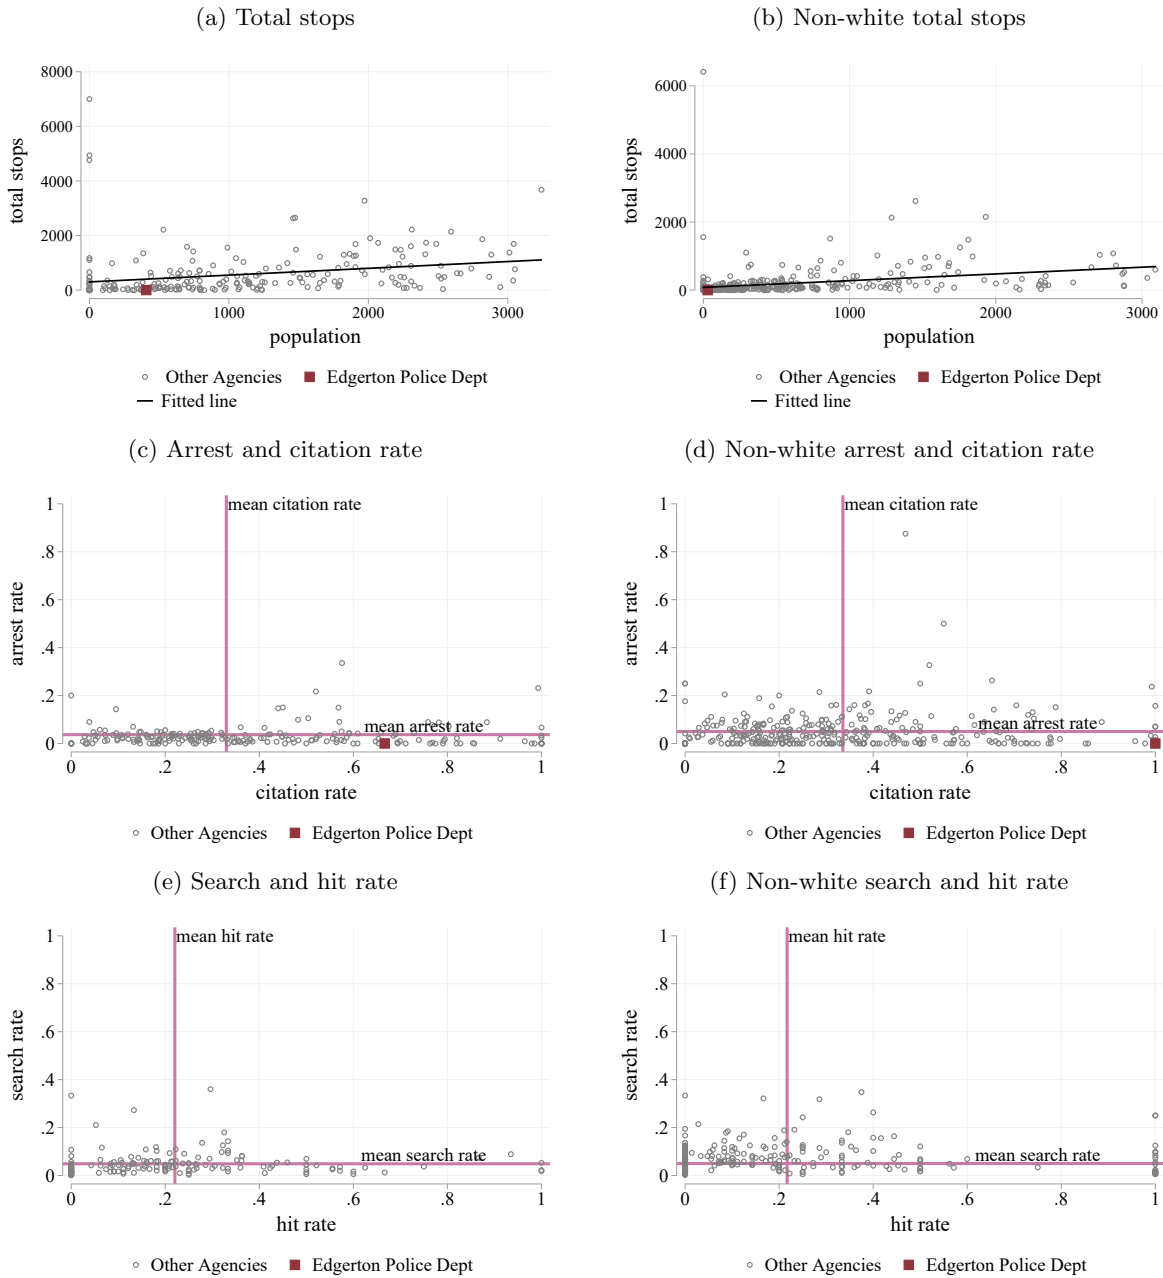 (a) Total stops
(b) Non-white total stops
total stops
8000
6000
4000
2000
0
0 1000 2000 3000
population
Other Agencies Edgerton Police Dept
Fitted line
total stops
6000
4000
2000
0
0 1000 2000 3000
population
Other Agencies Edgerton Police Dept
Fitted line
(c) Arrest and citation rate
(d) Non-white arrest and citation rate
arrest rate
1
.8
.6
.4
.2
0
mean citation rate
mean arrest rate
0 .2 .4 .6 .8 1
citation rate
Other Agencies Edgerton Police Dept
arrest rate
1
.8
.6
.4
.2
0
mean citation rate
mean arrest rate
0 .2 .4 .6 .8 1
citation rate
Other Agencies Edgerton Police Dept
(e) Search and hit rate
(f) Non-white search and hit rate
search rate
1
.8
.6
.4
.2
0
mean hit rate
mean search rate
0 .2 .4 .6 .8 1
hit rate
Other Agencies Edgerton Police Dept
search rate
1
.8
.6
.4
.2
0
mean hit rate
mean search rate
0 .2 .4 .6 .8 1
hit rate
Other Agencies Edgerton Police Dept